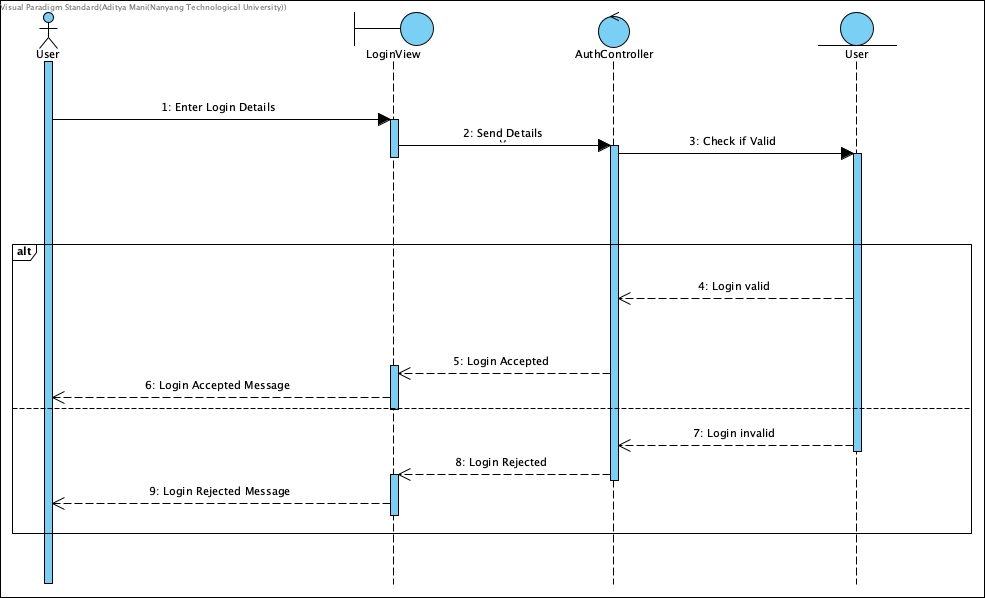 Visual Paradigm Standard(Aditya Mani(Nanyang Technological University))
User
LoginView
AuthController
User
1: Enter Login Details
2: Send Details
3: Check if Valid
alt
4: Login valid
5: Login Accepted
6: Login Accepted Message
7: Login invalid
8: Login Rejected
9: Login Rejected Message